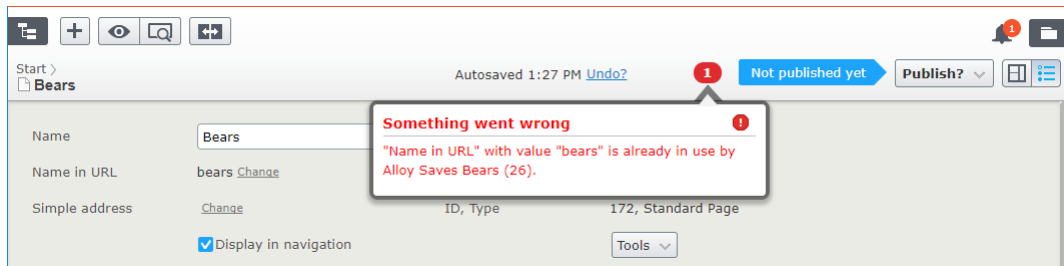 1
Start >
Bears
Autosaved 1:27 PM Undo?
1
Not published yet
Publish?
Something went wrong
"Name in URL" with value "bears" is already in use by
Alloy Saves Bears (26).
Name
Bears
Name in URL
bears Change
Simple address
Change
ID, Type
172, Standard Page
Display in navigation
Tools